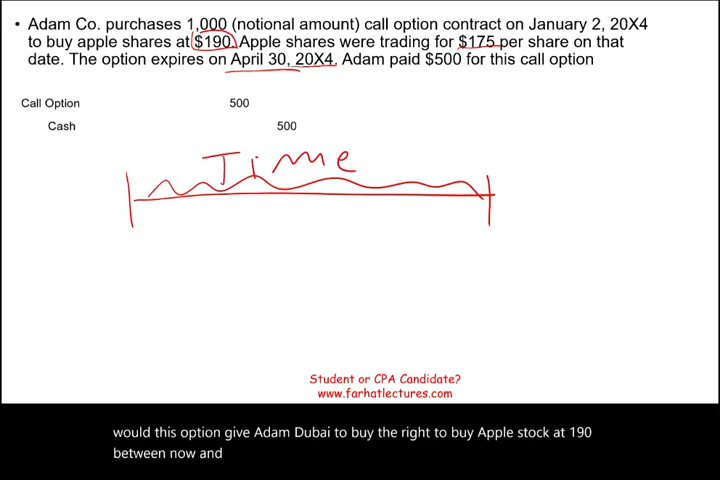 • Adam Co. purchases 1,000 (notional amount) call option contract on January 2, 20X4
to buy apple shares at $190. Apple shares were trading for $175 per share on that
date. The option expires on April 30, 20X4, Adam paid $500 for this call option
Call Option 500
Cash 500
Time
Student or CPA Candidate?
www.farhatlectures.com
would this option give Adam Dubai to buy the right to buy Apple stock at 190
between now and